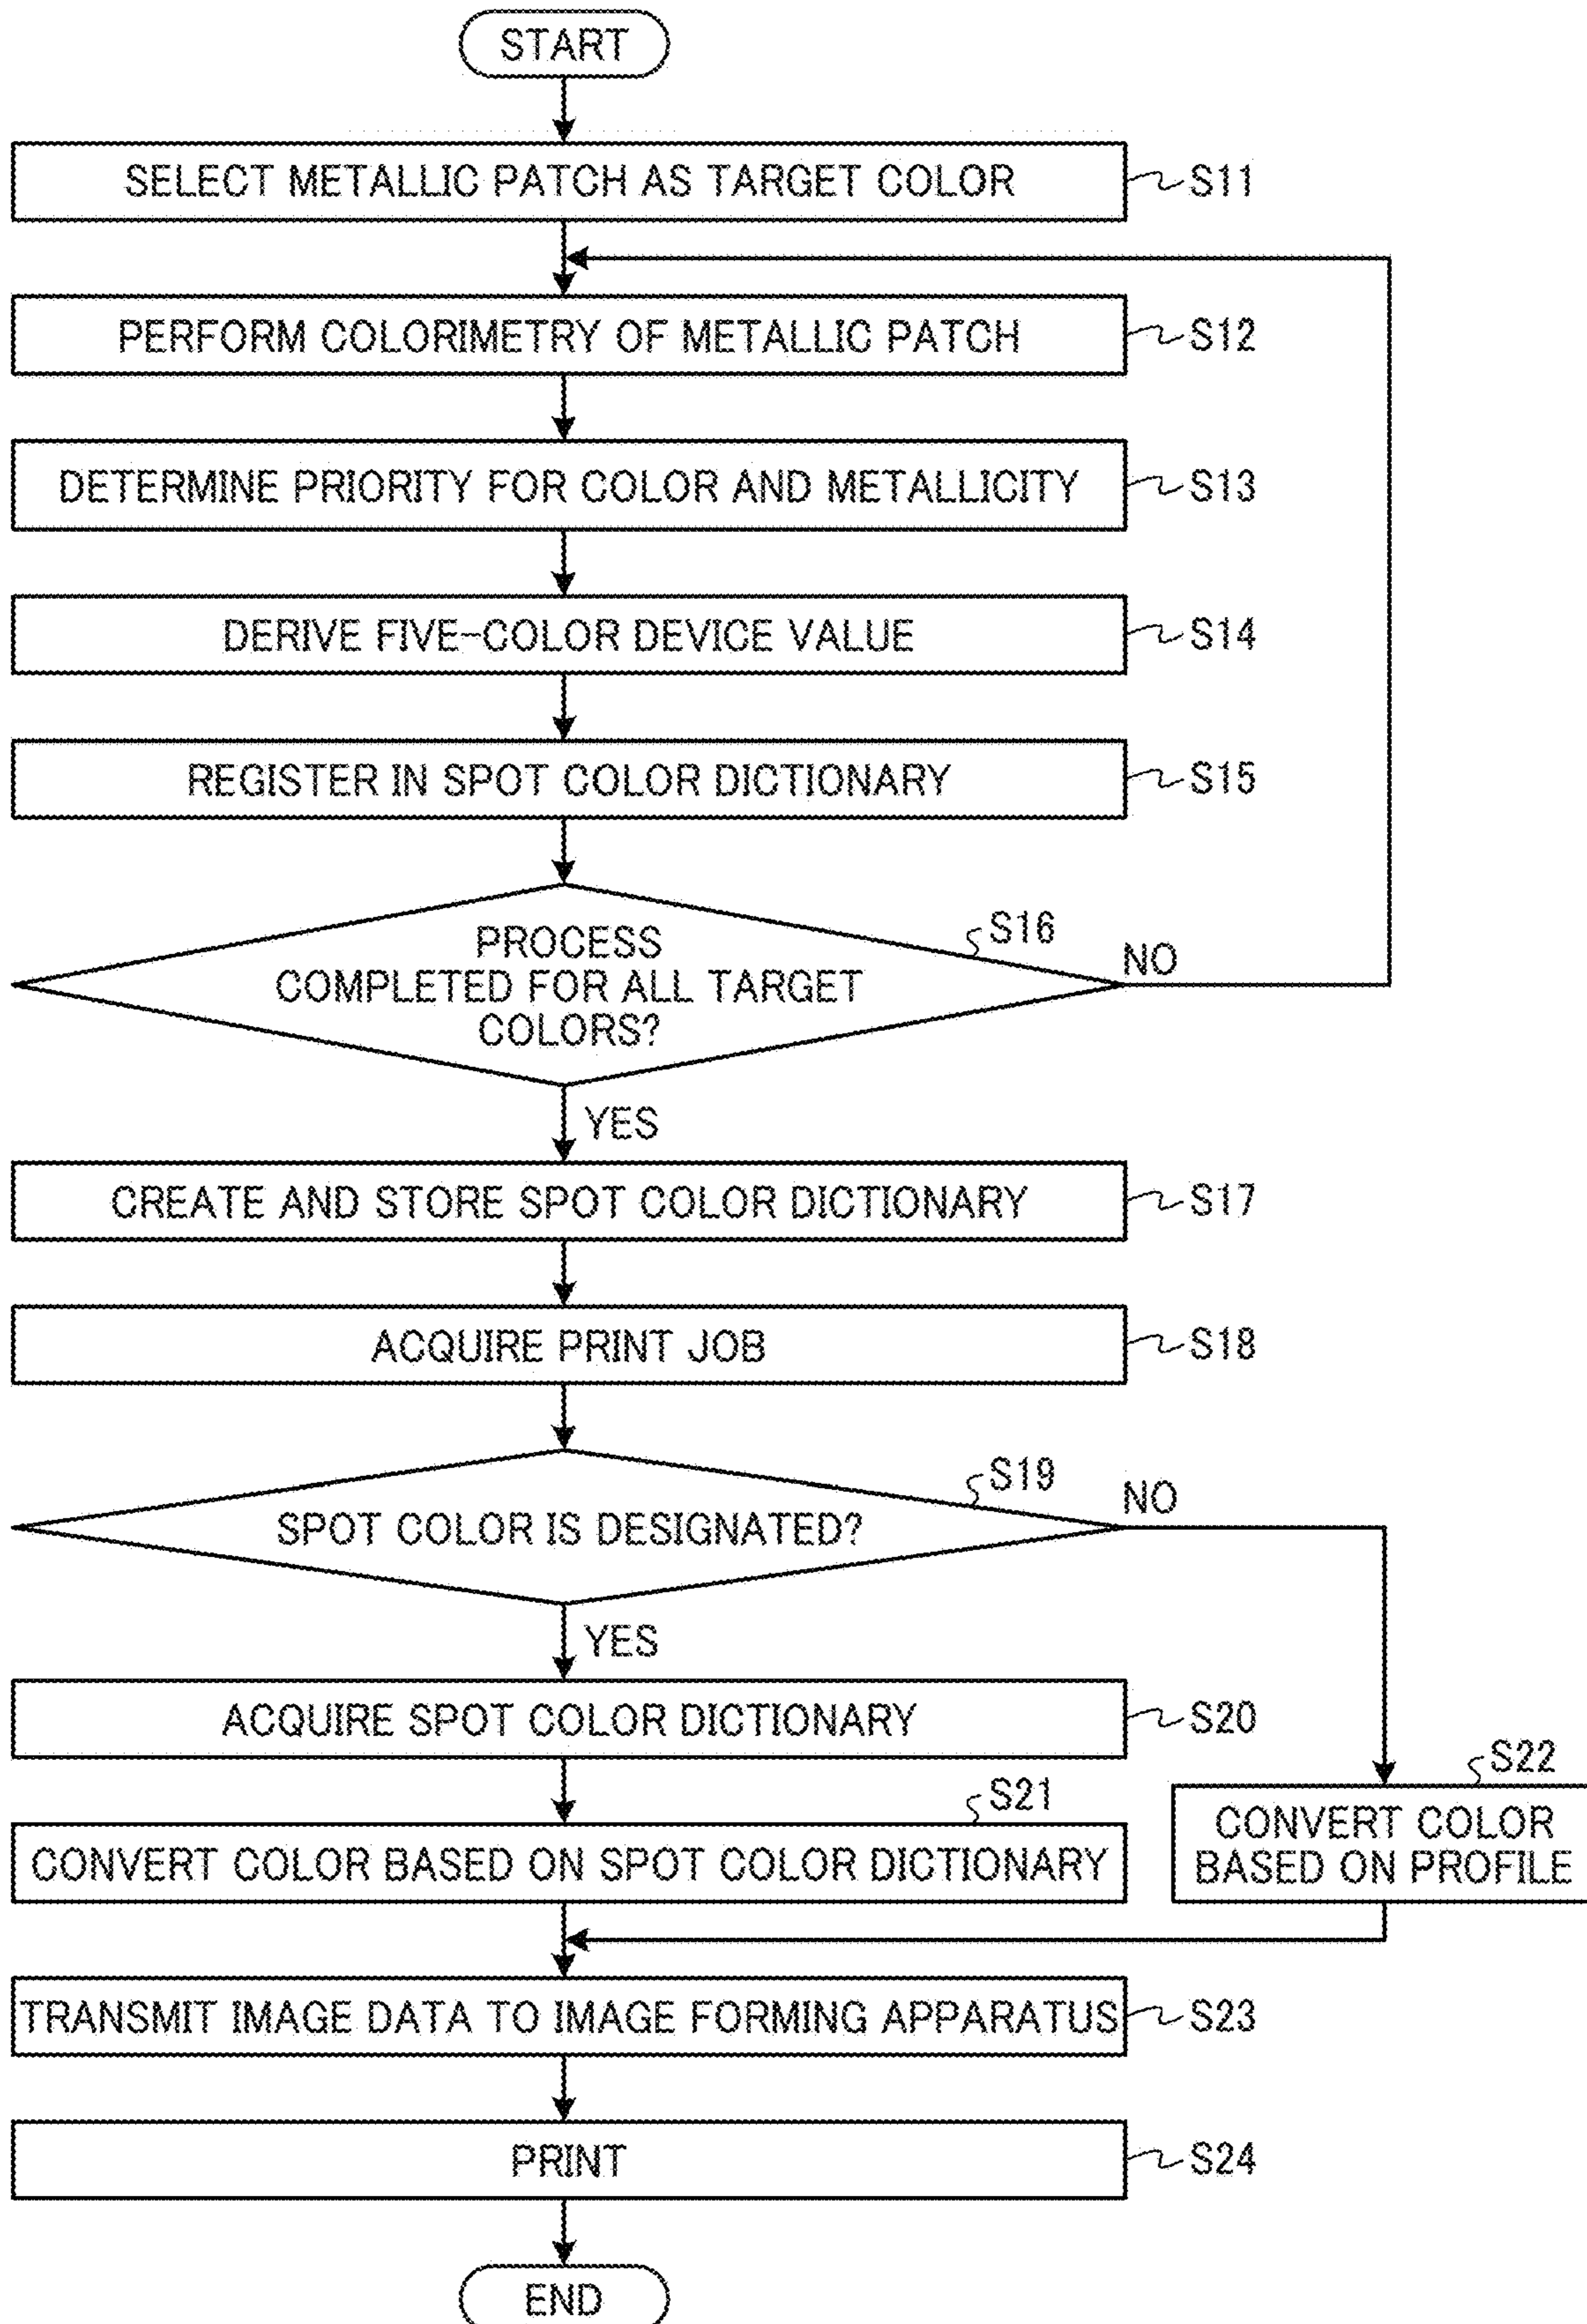 START
SELECT METALLIC PATCH AS TARGET COLOR
S11
PERFORM COLORIMETRY OF METALLIC PATCH
S12
DETERMINE PRIORITY FOR COLOR AND METALLICITY
S13
DERIVE FIVE-COLOR DEVICE VALUE
S14
REGISTER IN SPOT COLOR DICTIONARY
S15
S16
PROCESS
COMPLETED FOR ALL TARGET
COLORS?
NO
YES
CREATE AND STORE SPOT COLOR DICTIONARY
S17
ACQUIRE PRINT JOB
S18
S19
SPOT COLOR IS DESIGNATED?
NO
YES
ACQUIRE SPOT COLOR DICTIONARY
S20
S21
CONVERT COLOR BASED ON SPOT COLOR DICTIONARY
S22
CONVERT COLOR
BASED ON PROFILE
TRANSMIT IMAGE DATA TO IMAGE FORMING APPARATUS
S23
PRINT
S24
END